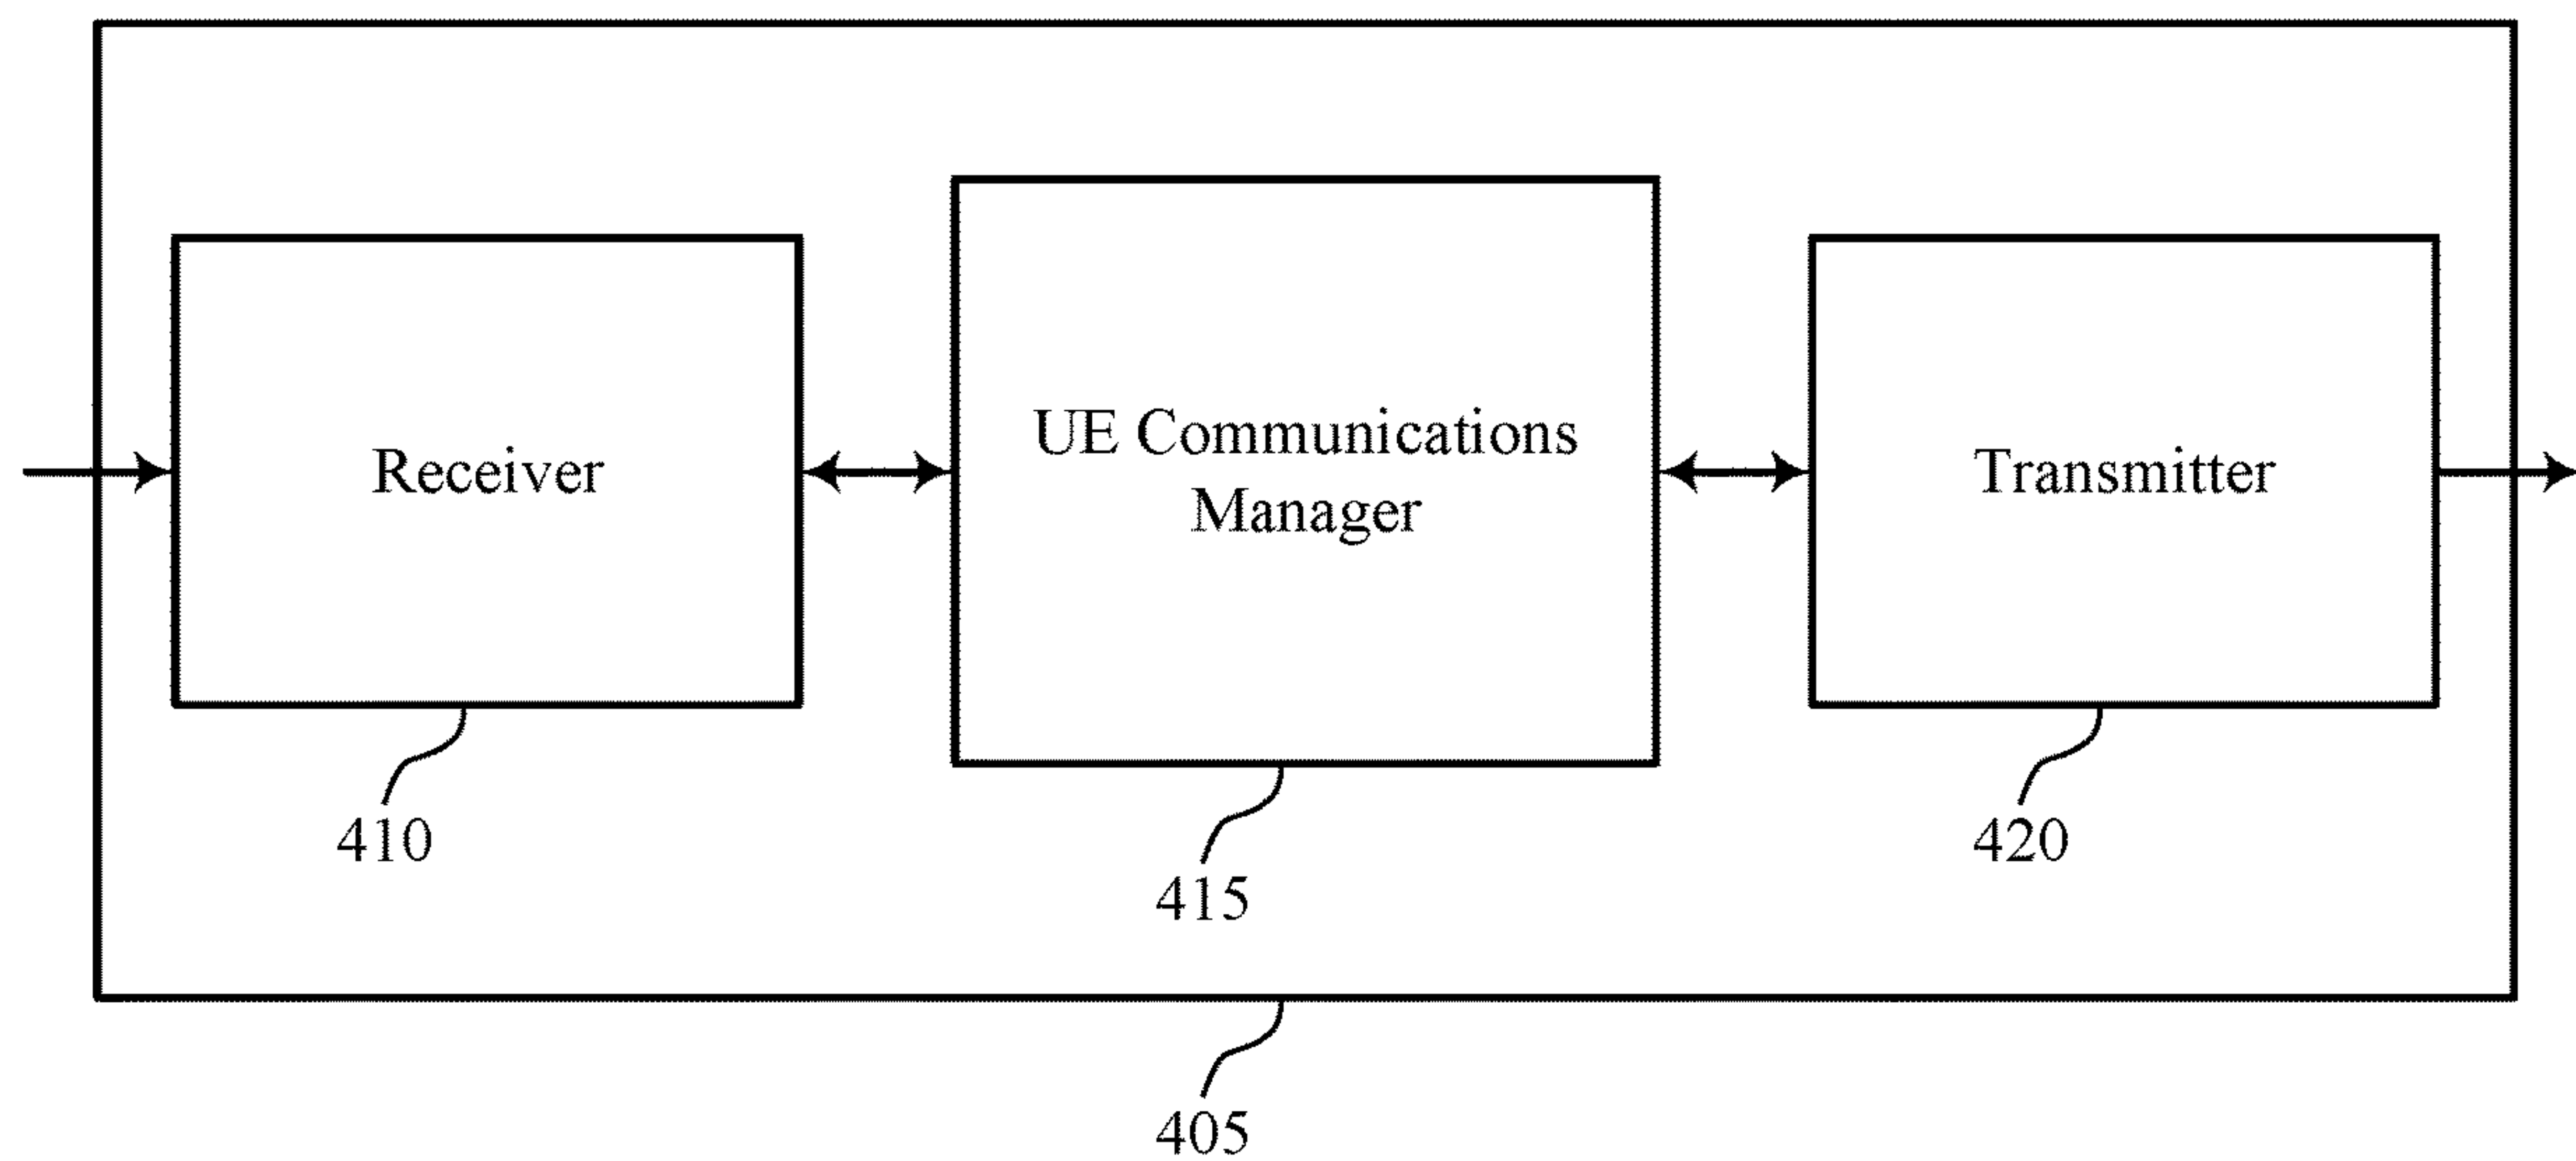 Receiver
UE Communications
Manager
Transmitter
410
415
420
405